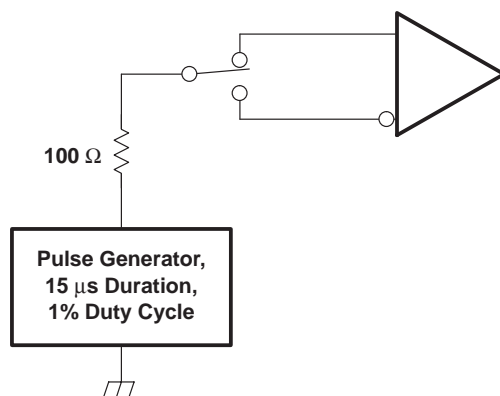 100 Ω
Pulse Generator,
15 μs Duration,
1% Duty Cycle